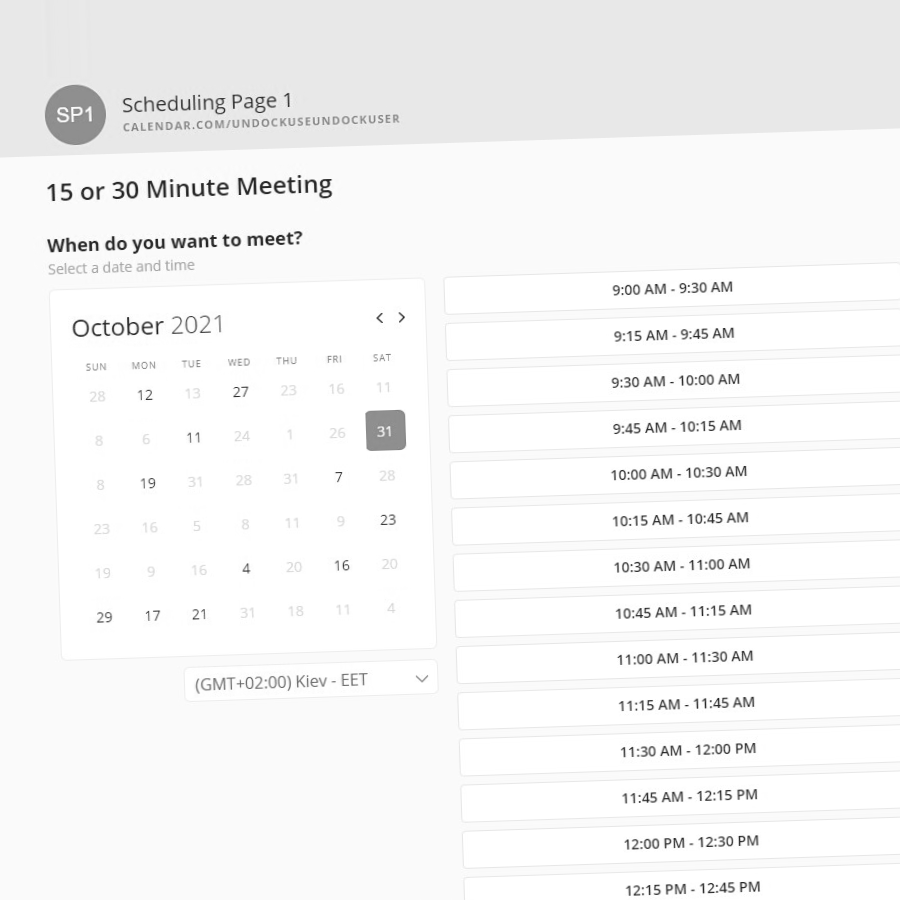 SP1
Scheduling Page 1
CALENDAR.COM/UNDOCKUSEUNDOCKUSER
15 or 30 Minute Meeting
When do you want to meet?
Select a date and time
October 2021
< >
SUN MON TUE WED THU FRI SAT
28 12 13 27 23 16 11
8 6 11 24 1 26 31
8 19 31 28 31 7 28
23 16 5 8 11 9 23
19 9 16 4 20 16 20
29 17 21 31 18 11 4
(GMT+02:00) Kiev - EET
9:00 AM - 9:30 AM
9:15 AM - 9:45 AM
9:30 AM - 10:00 AM
9:45 AM - 10:15 AM
10:00 AM - 10:30 AM
10:15 AM - 10:45 AM
10:30 AM - 11:00 AM
10:45 AM - 11:15 AM
11:00 AM - 11:30 AM
11:15 AM - 11:45 AM
11:30 AM - 12:00 PM
11:45 AM - 12:15 PM
12:00 PM - 12:30 PM
12:15 PM - 12:45 PM